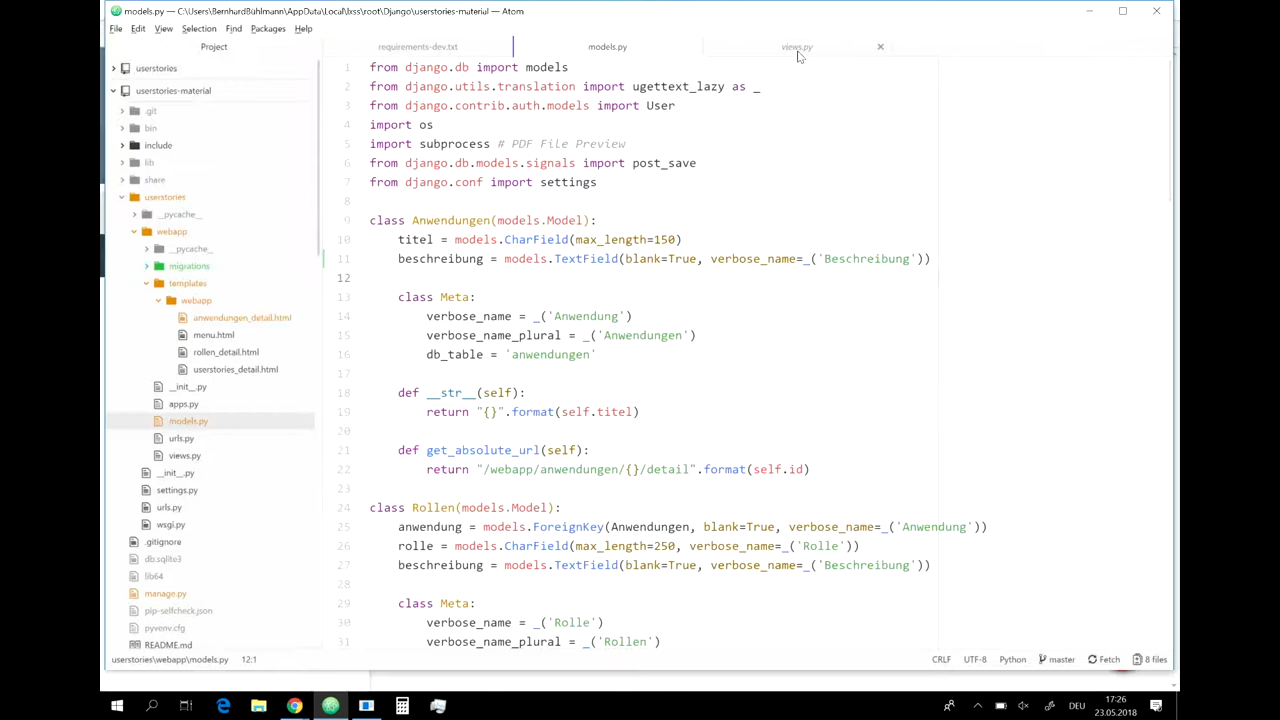 models.py — C:\Users\BernhardBühlmann\AppData\Local\lxss\root\Django\userstories-material — Atom
File Edit View Selection Find Packages Help
Project
requirements-dev.txt
models.py
views.py
userstories
userstories-material
.git
bin
include
lib
share
userstories
__pycache__
webapp
__pycache__
migrations
templates
webapp
anwendungen_detail.html
menu.html
rollen_detail.html
userstories_detail.html
__init__.py
apps.py
models.py
urls.py
views.py
__init__.py
settings.py
urls.py
wsgi.py
.gitignore
db.sqlite3
lib64
manage.py
pip-selfcheck.json
pyvenv.cfg
README.md
1 from django.db import models
2 from django.utils.translation import ugettext_lazy as _
3 from django.contrib.auth.models import User
4 import os
5 import subprocess # PDF File Preview
6 from django.db.models.signals import post_save
7 from django.conf import settings
8
9 class Anwendungen(models.Model):
10 titel = models.CharField(max_length=150)
11 beschreibung = models.TextField(blank=True, verbose_name=_('Beschreibung'))
12
13 class Meta:
14 verbose_name = _('Anwendung')
15 verbose_name_plural = _('Anwendungen')
16 db_table = 'anwendungen'
17
18 def __str__(self):
19 return "{}".format(self.titel)
20
21 def get_absolute_url(self):
22 return "/webapp/anwendungen/{}/detail".format(self.id)
23
24 class Rollen(models.Model):
25 anwendung = models.ForeignKey(Anwendungen, blank=True, verbose_name=_('Anwendung'))
26 rolle = models.CharField(max_length=250, verbose_name=_('Rolle'))
27 beschreibung = models.TextField(blank=True, verbose_name=_('Beschreibung'))
28
29 class Meta:
30 verbose_name = _('Rolle')
31 verbose_name_plural = _('Rollen')
userstories\webapp\models.py 12:1 CRLF UTF-8 Python master Fetch 8 files
DEU
17:26
23.05.2018